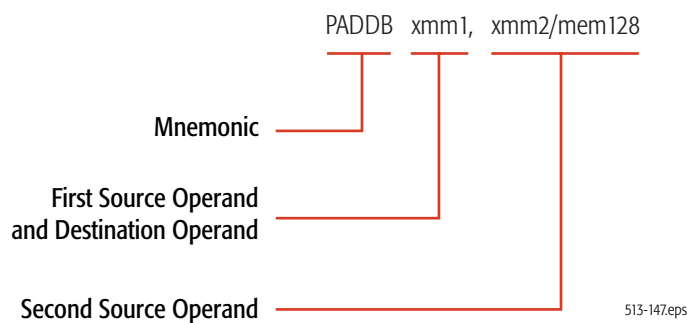 PADDB xmm1, xmm2/mem128
Mnemonic
First Source Operand
and Destination Operand
Second Source Operand
513-147.eps